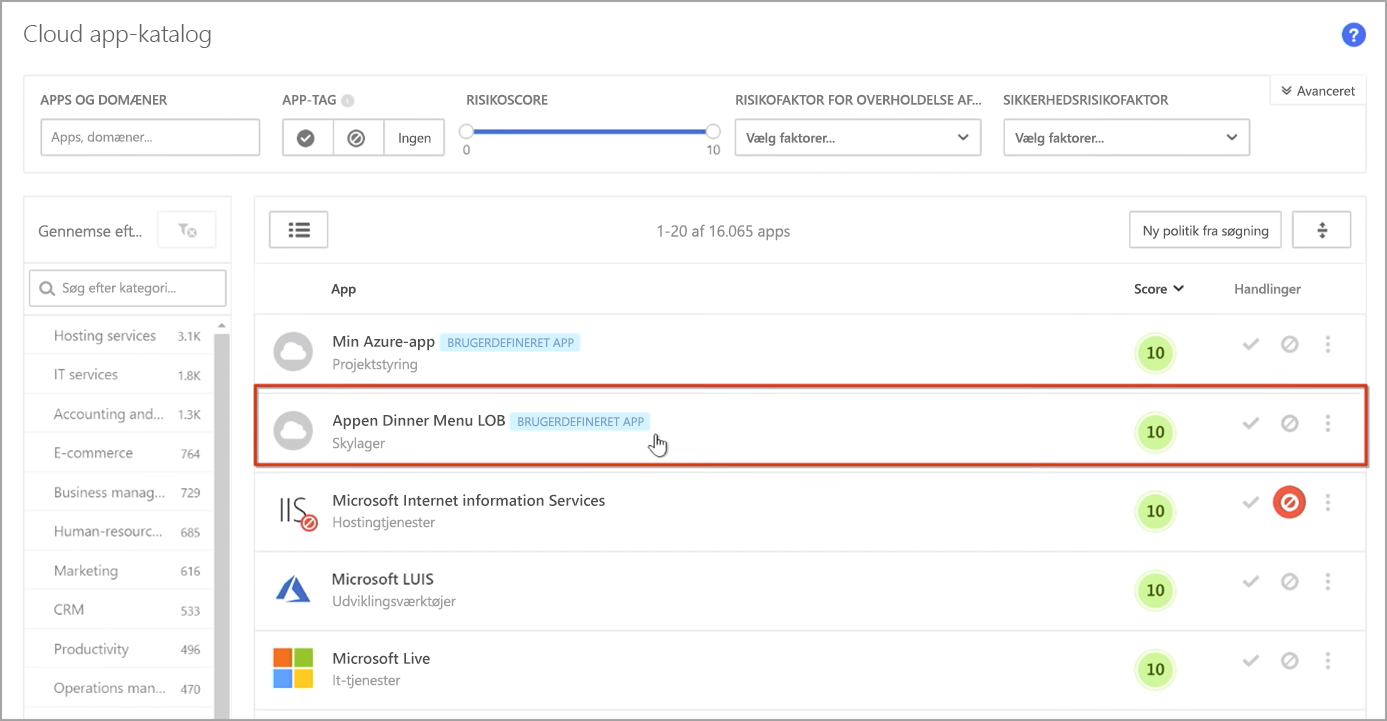 Cloud app-katalog
?
APPS OG DOMÆNER
Apps, domæner...
APP-TAG
Ingen
RISIKOSCORE
0
10
RISIKOFAKTOR FOR OVERHOLDELSE AF...
Vælg faktorer...
SIKKERHEDSRISIKOFAKTOR
Vælg faktorer...
Avanceret
Gennemse eft...
Søg efter kategori...
Hosting services 3.1K
IT services 1.8K
Accounting and... 1.3K
E-commerce 764
Business manag... 729
Human-resourc... 685
Marketing 616
CRM 533
Productivity 496
Operations man... 470
1-20 af 16.065 apps
Ny politik fra søgning
App Score Handlinger
Min Azure-app BRUGERDEFINERET APP
Projektstyring
10
Appen Dinner Menu LOB BRUGERDEFINERET APP
Skylager
10
IIS
Microsoft Internet information Services
Hostingtjenester
10
Microsoft LUIS
Udviklingsværktøjer
10
Microsoft Live
It-tjenester
10